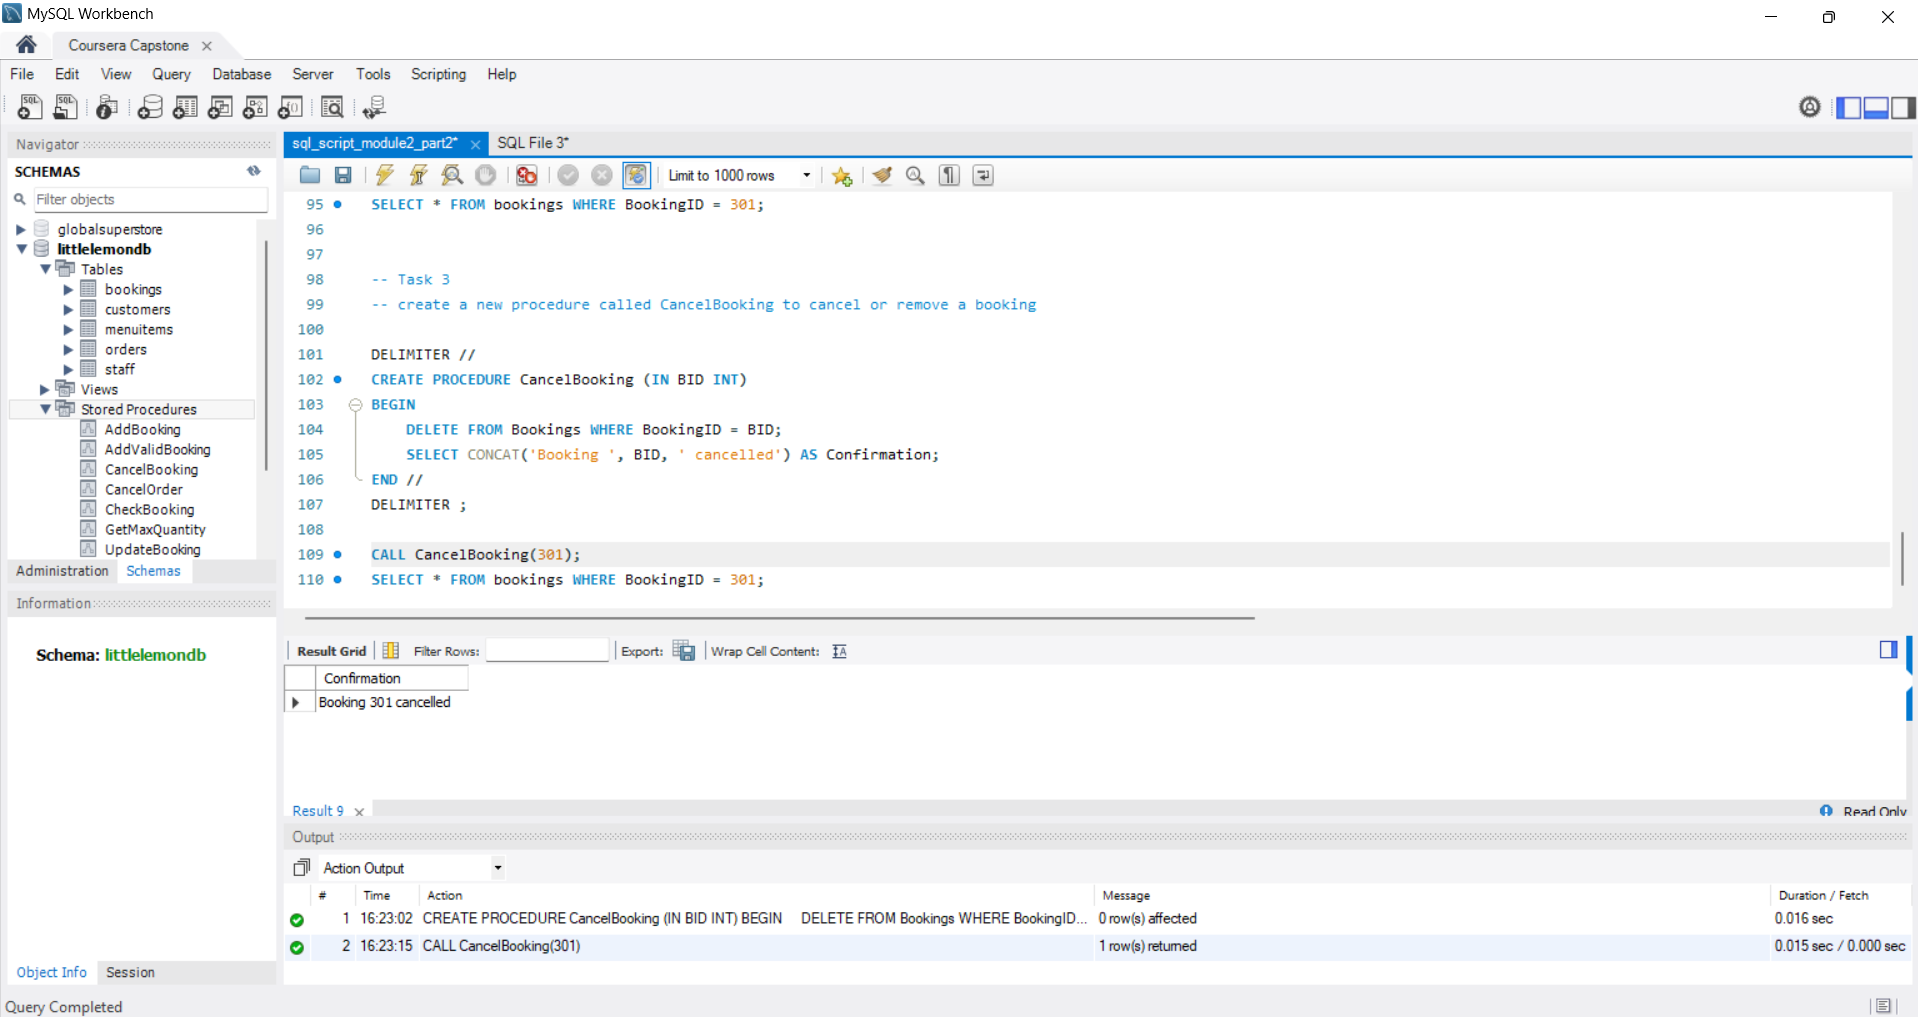 MySQL Workbench
Coursera Capstone
File Edit View Query Database Server Tools Scripting Help
Navigator
SCHEMAS
Filter objects
globalsuperstore
littlelemondb
Tables
bookings
customers
menuitems
orders
staff
Views
Stored Procedures
AddBooking
AddValidBooking
CancelBooking
CancelOrder
CheckBooking
GetMaxQuantity
UpdateBooking
Administration Schemas
Information
Schema: littlelemondb
Object Info Session
sql_script_module2_part2* SQL File 3*
Limit to 1000 rows
95 SELECT * FROM bookings WHERE BookingID = 301;
96
97
98 -- Task 3
99 -- create a new procedure called CancelBooking to cancel or remove a booking
100
101 DELIMITER //
102 CREATE PROCEDURE CancelBooking (IN BID INT)
103 BEGIN
104 DELETE FROM Bookings WHERE BookingID = BID;
105 SELECT CONCAT('Booking ', BID, ' cancelled') AS Confirmation;
106 END //
107 DELIMITER ;
108
109 CALL CancelBooking(301);
110 SELECT * FROM bookings WHERE BookingID = 301;
Result Grid Filter Rows: Export: Wrap Cell Content:
Confirmation
Booking 301 cancelled
Result 9 Read Only
Output
Action Output
# Time Action Message Duration / Fetch
1 16:23:02 CREATE PROCEDURE CancelBooking (IN BID INT) BEGIN DELETE FROM Bookings WHERE BookingID... 0 row(s) affected 0.016 sec
2 16:23:15 CALL CancelBooking(301) 1 row(s) returned 0.015 sec / 0.000 sec
Query Completed